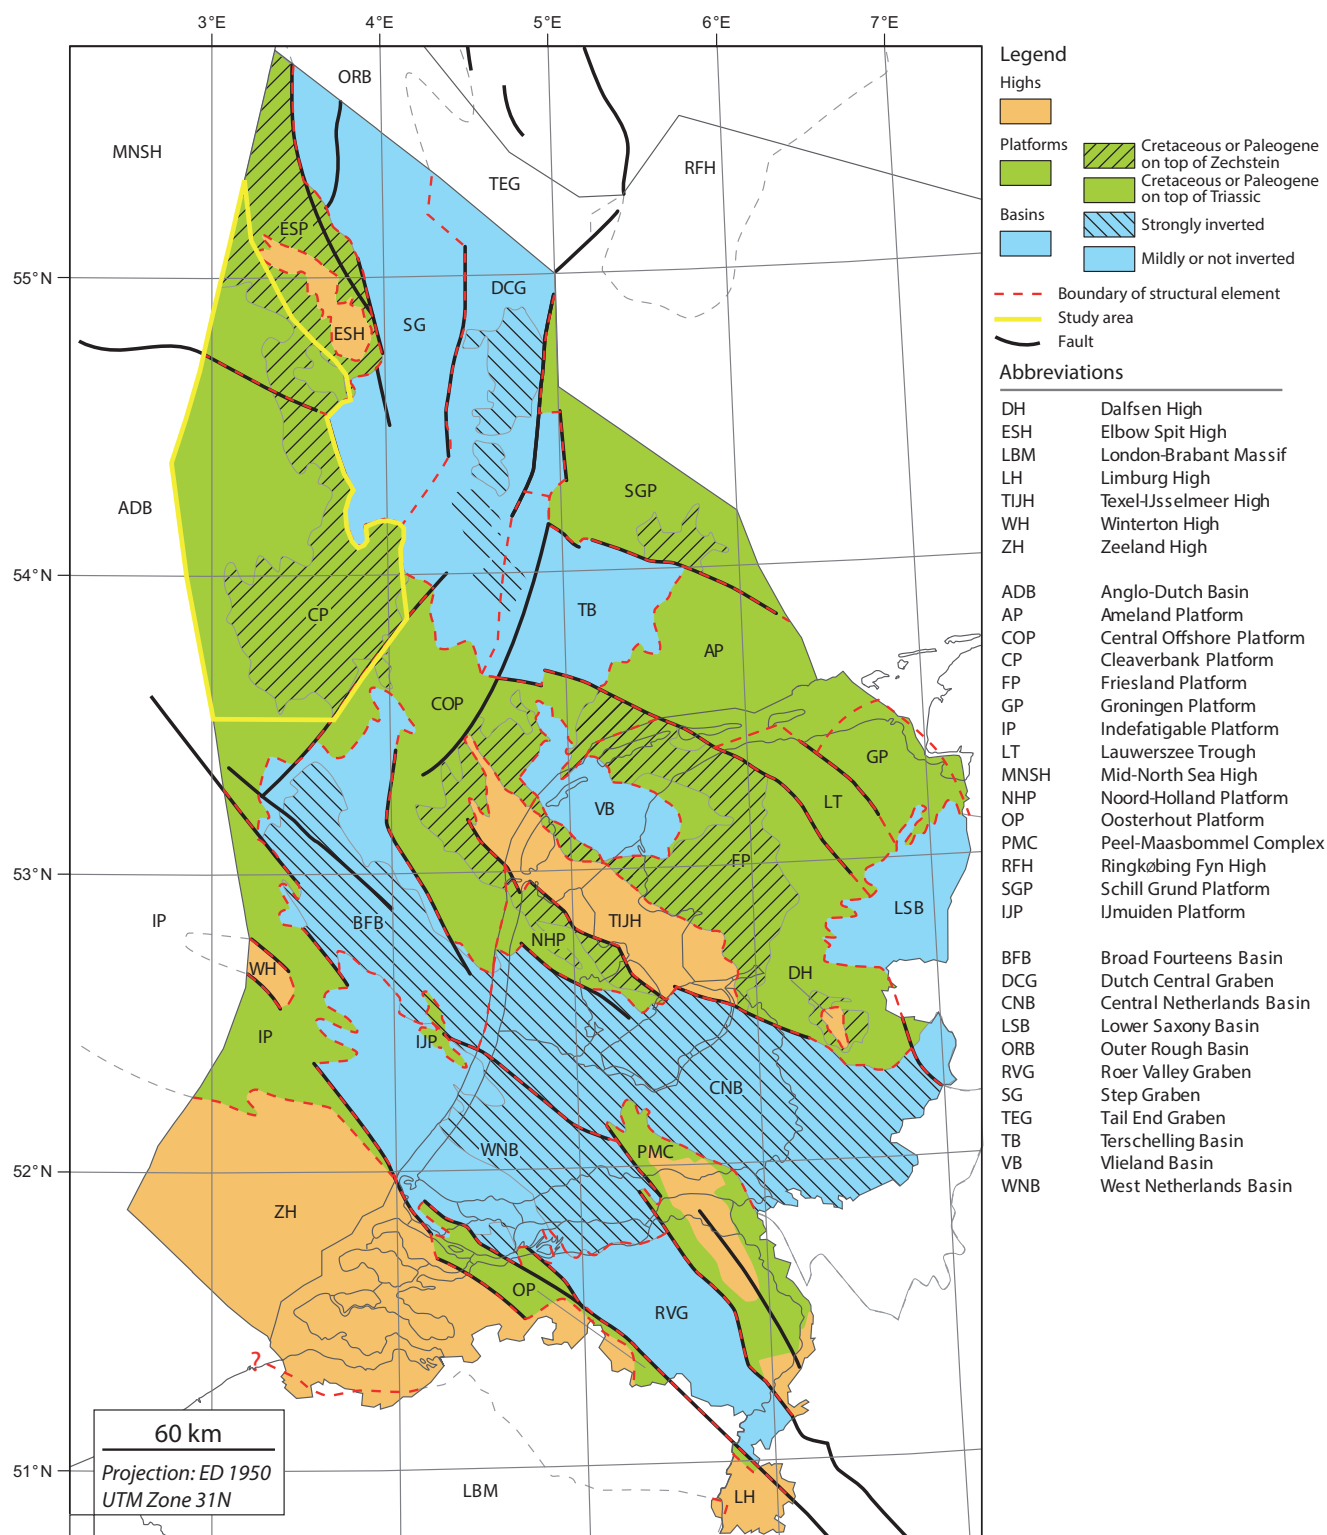 3°E 4°E 5°E 6°E 7°E
55°N
54°N
53°N
52°N
51°N
ORB
MNSH
TEG
RFH
ESP
DCG
SG
ESH
SGP
ADB
TB
CP
AP
COP
GP
LT
VB
FP
LSB
IP
BFB
TIJH
NHP
WH
DH
IP
IJP
CNB
WNB
PMC
ZH
OP
RVG
?
LBM
LH
60 km
Projection: ED 1950
UTM Zone 31N
Legend
Highs
Platforms
Cretaceous or Paleogene
on top of Zechstein
Cretaceous or Paleogene
on top of Triassic
Basins
Strongly inverted
Mildly or not inverted
Boundary of structural element
Study area
Fault
Abbreviations
DH Dalfsen High
ESH Elbow Spit High
LBM London-Brabant Massif
LH Limburg High
TIJH Texel-IJsselmeer High
WH Winterton High
ZH Zeeland High
ADB Anglo-Dutch Basin
AP Ameland Platform
COP Central Offshore Platform
CP Cleaverbank Platform
FP Friesland Platform
GP Groningen Platform
IP Indefatigable Platform
LT Lauwerszee Trough
MNSH Mid-North Sea High
NHP Noord-Holland Platform
OP Oosterhout Platform
PMC Peel-Maasbommel Complex
RFH Ringkøbing Fyn High
SGP Schill Grund Platform
IJP IJmuiden Platform
BFB Broad Fourteens Basin
DCG Dutch Central Graben
CNB Central Netherlands Basin
LSB Lower Saxony Basin
ORB Outer Rough Basin
RVG Roer Valley Graben
SG Step Graben
TEG Tail End Graben
TB Terschelling Basin
VB Vlieland Basin
WNB West Netherlands Basin